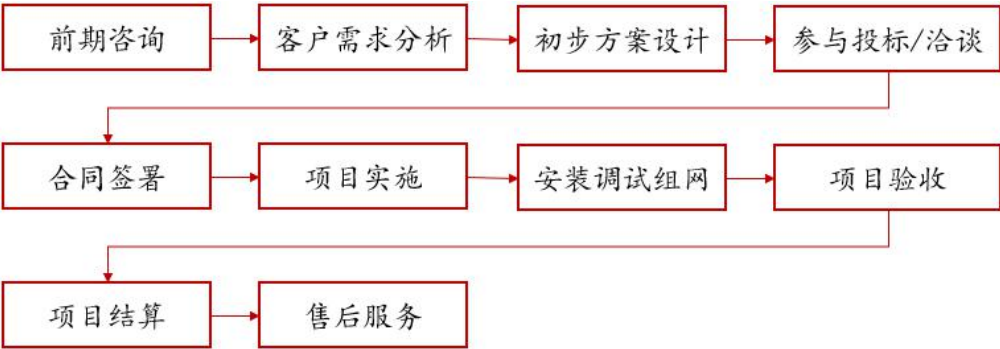 前期咨询
客户需求分析
初步方案设计
参与投标/洽谈
合同签署
项目实施
安装调试组网
项目验收
项目结算
售后服务